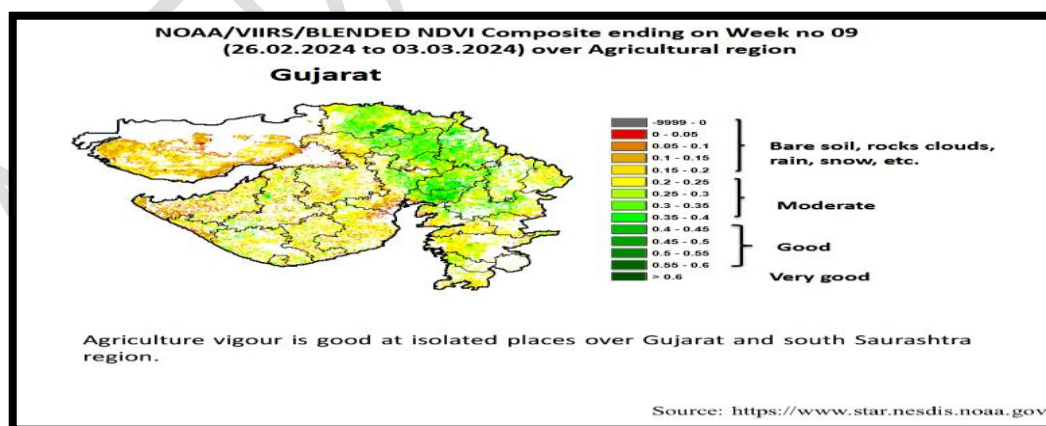 NOAA/VIIRS/BLENDED NDVI Composite ending on Week no 09
(26.02.2024 to 03.03.2024) over Agricultural region
Gujarat
-9999 - 0
0 - 0.05
0.05 - 0.1
0.1 - 0.15
0.15 - 0.2
0.2 - 0.25
0.25 - 0.3
0.3 - 0.35
0.35 - 0.4
0.4 - 0.45
0.45 - 0.5
0.5 - 0.55
0.55 - 0.6
> 0.6
Bare soil, rocks clouds,
rain, snow, etc.
Moderate
Good
Very good
Agriculture vigour is good at isolated places over Gujarat and south Saurashtra
region.
Source: https://www.star.nesdis.noaa.gov